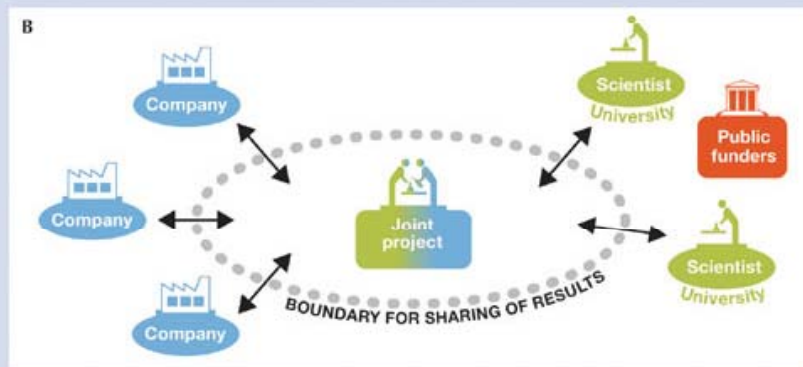 B
Company
Scientist
University
Public
funders
Company
Joint
project
Scientist
University
Company
BOUNDARY FOR SHARING OF RESULTS